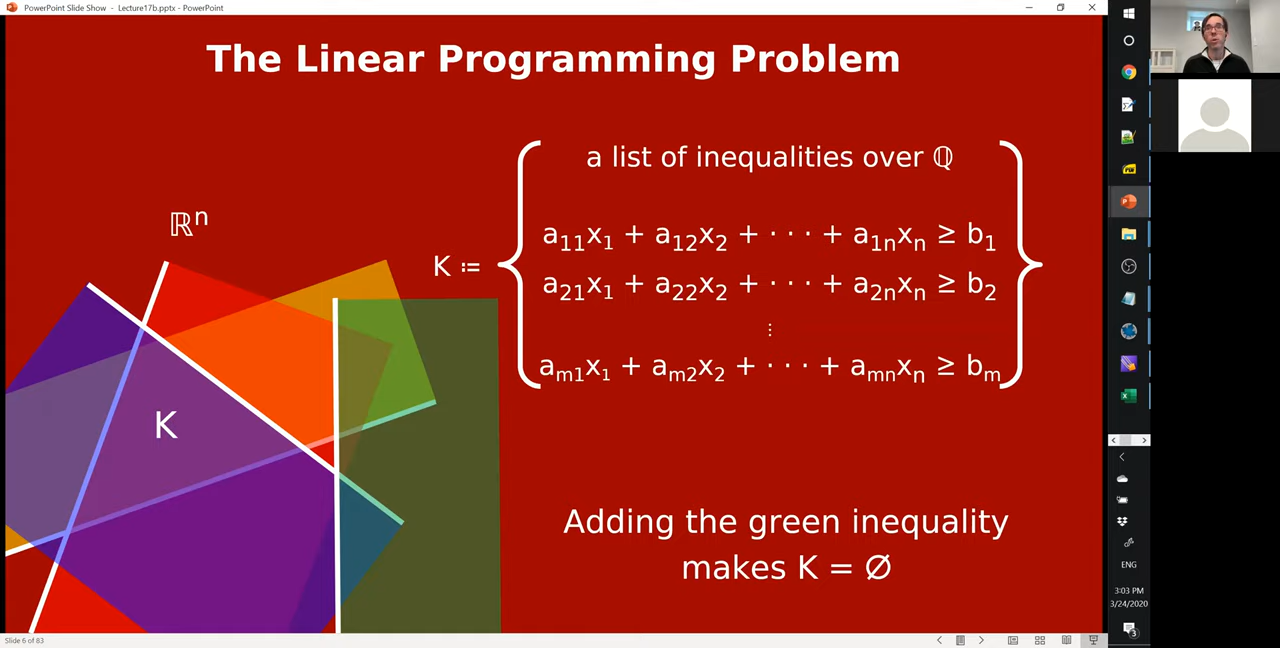 PowerPoint Slide Show - Lecture17b.pptx - PowerPoint
The Linear Programming Problem
a list of inequalities over ℚ
ℝⁿ
K ≔
a₁₁x₁ + a₁₂x₂ + · · · + a₁ₙxₙ ≥ b₁
a₂₁x₁ + a₂₂x₂ + · · · + a₂ₙxₙ ≥ b₂
⋮
aₘ₁x₁ + aₘ₂x₂ + · · · + aₘₙxₙ ≥ bₘ
K
Adding the green inequality
makes K = ∅
ENG
3:03 PM
3/24/2020
3
Slide 6 of 83